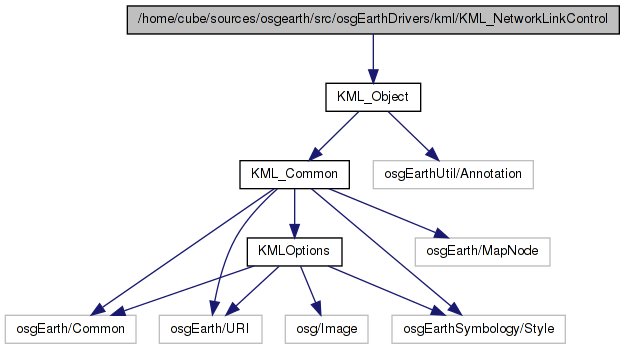 /home/cube/sources/osgearth/src/osgEarthDrivers/kml/KML_NetworkLinkControl
KML_Object
KML_Common
osgEarthUtil/Annotation
KMLOptions
osgEarth/MapNode
osgEarth/Common
osgEarth/URI
osg/Image
osgEarthSymbology/Style